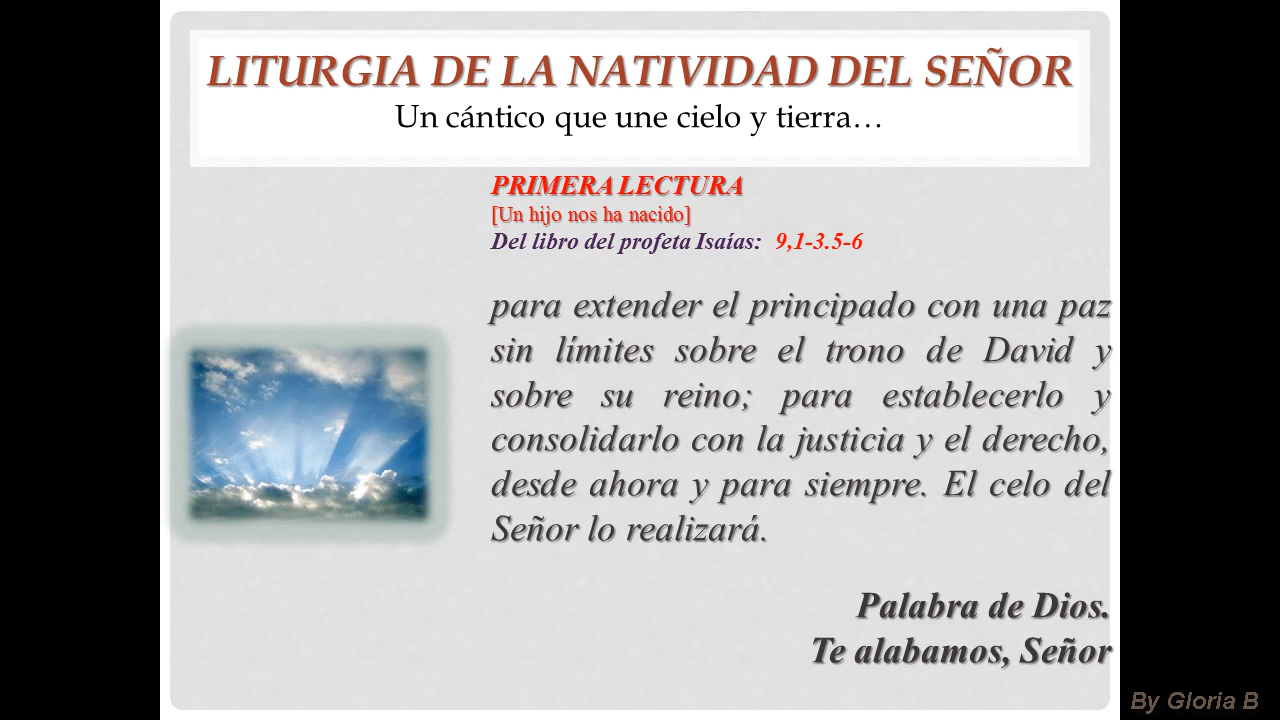 LITURGIA DE LA NATIVIDAD DEL SEÑOR
Un cántico que une cielo y tierra…
PRIMERA LECTURA
[Un hijo nos ha nacido]
Del libro del profeta Isaías: 9,1-3.5-6
para extender el principado con una paz
sin límites sobre el trono de David y
sobre su reino; para establecerlo y
consolidarlo con la justicia y el derecho,
desde ahora y para siempre. El celo del
Señor lo realizará.
Palabra de Dios.
Te alabamos, Señor
By Gloria B